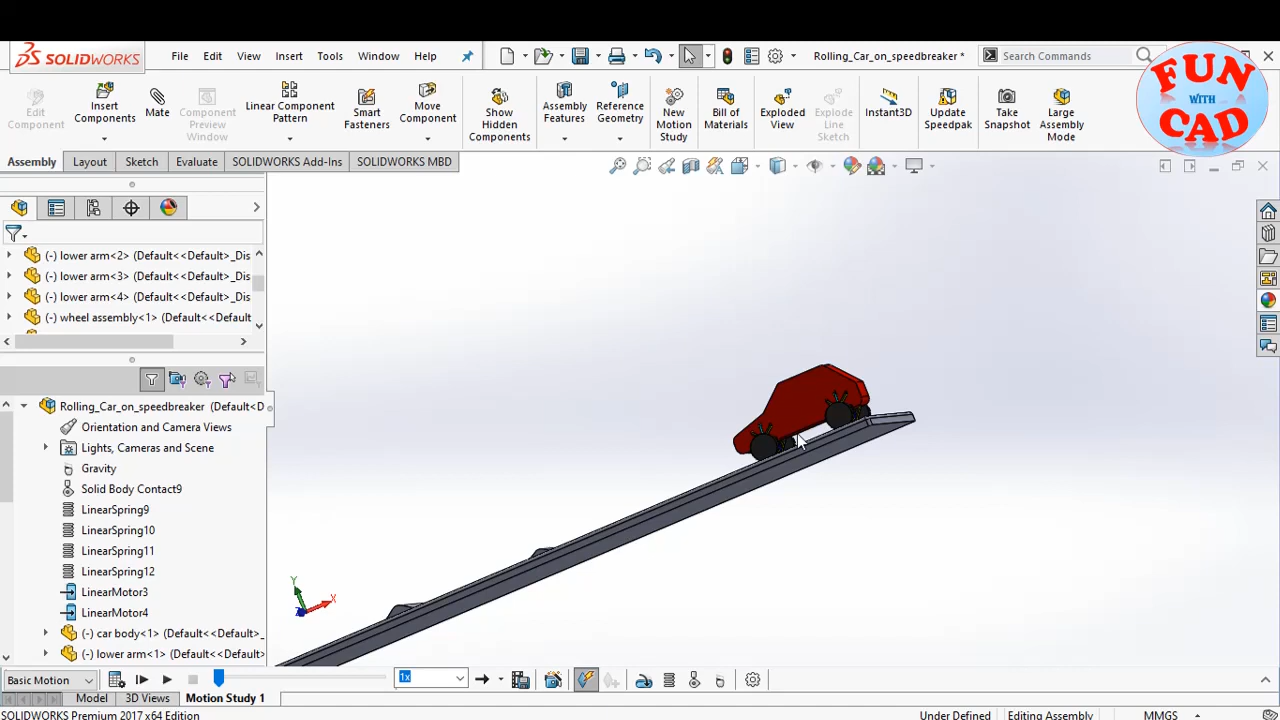 SOLIDWORKS File Edit View Insert Tools Window Help Rolling_Car_on_speedbreaker * Search Commands
FUN
WITH
CAD
Edit Component Insert Components Mate Component Preview Window Linear Component Pattern Smart Fasteners Move Component Show Hidden Components Assembly Features Reference Geometry New Motion Study Bill of Materials Exploded View Explode Line Sketch Instant3D Update Speedpak Take Snapshot Large Assembly Mode
Assembly Layout Sketch Evaluate SOLIDWORKS Add-Ins SOLIDWORKS MBD
(-) lower arm<2> (Default<<Default>_Dis
(-) lower arm<3> (Default<<Default>_Dis
(-) lower arm<4> (Default<<Default>_Dis
(-) wheel assembly<1> (Default<Default
Rolling_Car_on_speedbreaker (Default<D
Orientation and Camera Views
Lights, Cameras and Scene
Gravity
Solid Body Contact9
LinearSpring9
LinearSpring10
LinearSpring11
LinearSpring12
LinearMotor3
LinearMotor4
(-) car body<1> (Default<<Default>_
(-) lower arm<1> (Default<<Default>
Y
X
Z
Basic Motion 1x
Model 3D Views Motion Study 1
SOLIDWORKS Premium 2017 x64 Edition Under Defined Editing Assembly MMGS